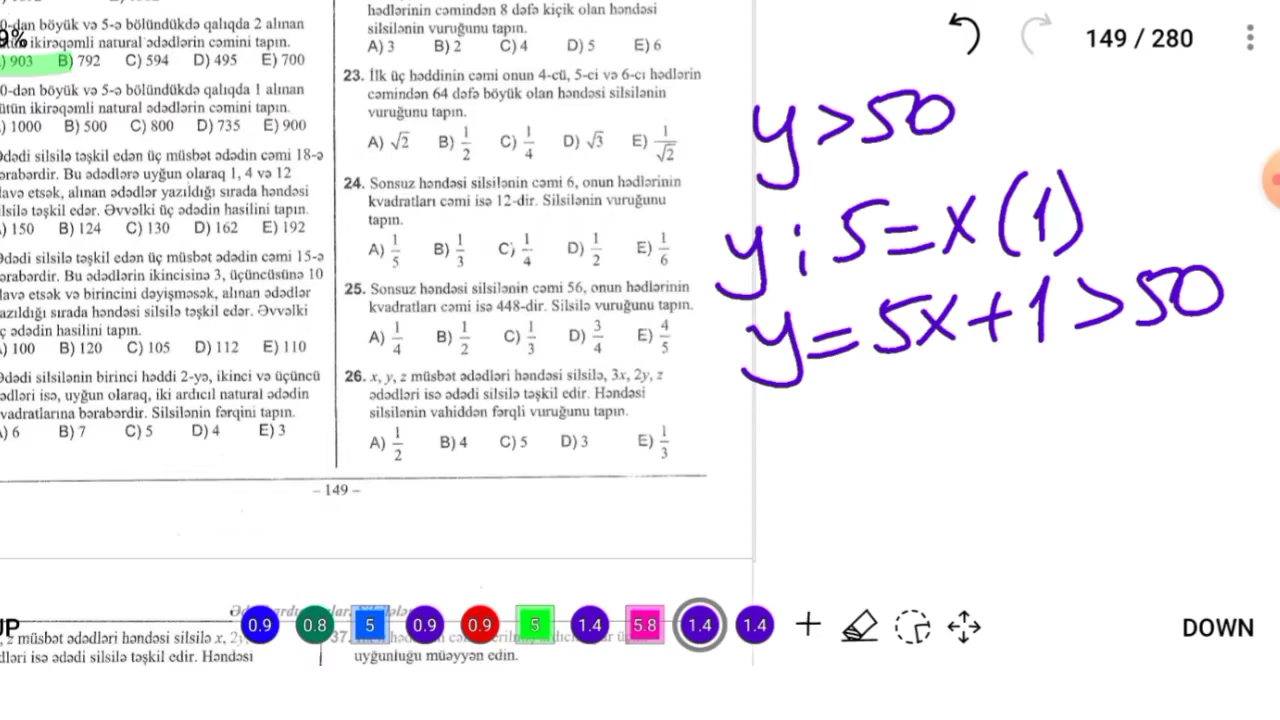 0-dan böyük və 5-ə bölündükdə qalıqda 2 alınan
ikirəqəmli natural ədədlərin cəmini tapın.
9%
) 903 B) 792 C) 594 D) 495 E) 700
0-dən böyük və 5-ə bölündükdə qalıqda 1 alınan
ütün ikirəqəmli natural ədədlərin cəmini tapın.
) 1000 B) 500 C) 800 D) 735 E) 900
Ədədi silsilə təşkil edən üç müsbət ədədin cəmi 18-ə
ərabərdir. Bu ədədlərə uyğun olaraq 1, 4 və 12
lavə etsək, alınan ədədlər yazıldığı sırada həndəsi
ilsilə təşkil edər. Əvvəlki üç ədədin hasilini tapın.
) 150 B) 124 C) 130 D) 162 E) 192
Ədədi silsilə təşkil edən üç müsbət ədədin cəmi 15-ə
ərabərdir. Bu ədədlərin ikincisinə 3, üçüncüsünə 10
lavə etsək və birincini dəyişməsək, alınan ədədlər
azıldığı sırada həndəsi silsilə təşkil edər. Əvvəlki
ç ədədin hasilini tapın.
) 100 B) 120 C) 105 D) 112 E) 110
Ədədi silsilənin birinci həddi 2-yə, ikinci və üçüncü
ədləri isə, uyğun olaraq, iki ardıcıl natural ədədin
vadratlarına bərabərdir. Silsilənin fərqini tapın.
) 6 B) 7 C) 5 D) 4 E) 3
hədlərinin cəmindən 8 dəfə kiçik olan həndəsi
silsilənin vuruğunu tapın.
A) 3 B) 2 C) 4 D) 5 E) 6
23. İlk üç həddinin cəmi onun 4-cü, 5-ci və 6-cı hədlərin
cəmindən 64 dəfə böyük olan həndəsi silsilənin
vuruğunu tapın.
A) √2 B) 1/2 C) 1/4 D) √3 E) 1/√2
24. Sonsuz həndəsi silsilənin cəmi 6, onun hədlərinin
kvadratları cəmi isə 12-dir. Silsilənin vuruğunu
tapın.
A) 1/5 B) 1/3 C) 1/4 D) 1/2 E) 1/6
25. Sonsuz həndəsi silsilənin cəmi 56, onun hədlərinin
kvadratları cəmi isə 448-dir. Silsilə vuruğunu tapın.
A) 1/4 B) 1/2 C) 1/3 D) 3/4 E) 4/5
26. x, y, z müsbət ədədləri həndəsi silsilə, 3x, 2y, z
ədədləri isə ədədi silsilə təşkil edir. Həndəsi
silsilənin vahiddən fərqli vuruğunu tapın.
A) 1/2 B) 4 C) 5 D) 3 E) 1/3
– 149 –
149 / 280
y > 50
y : 5 = x (1)
y = 5x + 1 > 50
UP
0.9 0.8 5 0.9 0.9 5 1.4 5.8 1.4 1.4
DOWN
z müsbət ədədləri həndəsi silsilə x, 2y
dləri isə ədədi silsilə təşkil edir. Həndəsi
37.
uyğunluğu müəyyən edin.